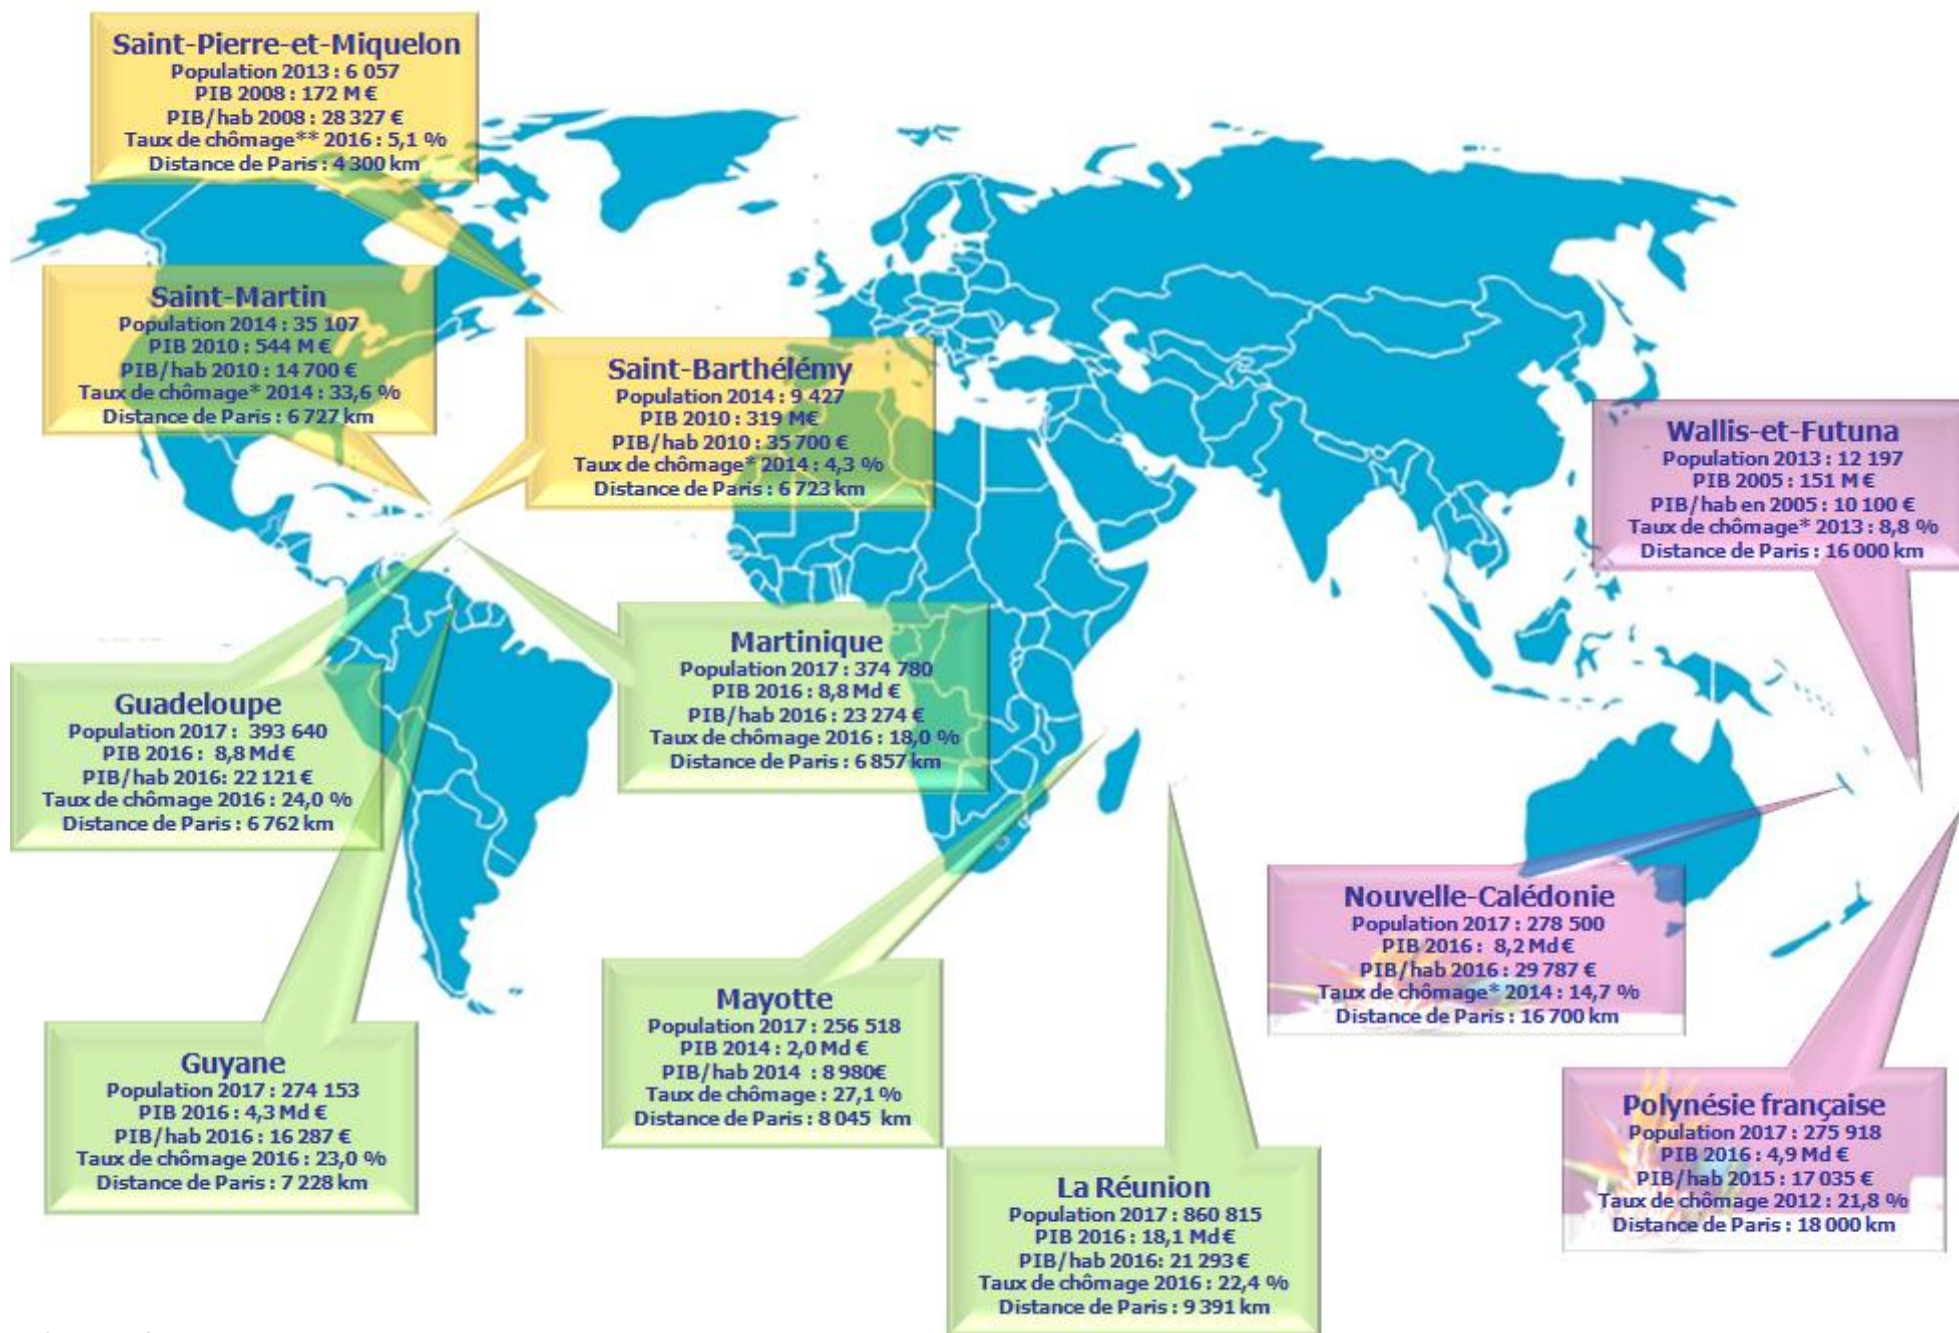 Saint-Pierre-et-Miquelon
Population 2013 : 6 057
PIB 2008 : 172 M €
PIB/hab 2008 : 28 327 €
Taux de chômage** 2016 : 5,1 %
Distance de Paris : 4 300 km
Saint-Martin
Population 2014 : 35 107
PIB 2010 : 544 M €
PIB/hab 2010 : 14 700 €
Taux de chômage* 2014 : 33,6 %
Distance de Paris : 6 727 km
Saint-Barthélémy
Population 2014 : 9 427
PIB 2010 : 319 M€
PIB/hab 2010 : 35 700 €
Taux de chômage* 2014 : 4,3 %
Distance de Paris : 6 723 km
Wallis-et-Futuna
Population 2013 : 12 197
PIB 2005 : 151 M €
PIB/hab en 2005 : 10 100 €
Taux de chômage* 2013 : 8,8 %
Distance de Paris : 16 000 km
Martinique
Population 2017 : 374 780
PIB 2016 : 8,8 Md €
PIB/hab 2016 : 23 274 €
Taux de chômage 2016 : 18,0 %
Distance de Paris : 6 857 km
Guadeloupe
Population 2017 : 393 640
PIB 2016 : 8,8 Md €
PIB/hab 2016: 22 121 €
Taux de chômage 2016 : 24,0 %
Distance de Paris : 6 762 km
Nouvelle-Calédonie
Population 2017 : 278 500
PIB 2016 : 8,2 Md €
PIB/hab 2016 : 29 787 €
Taux de chômage* 2014 : 14,7 %
Distance de Paris : 16 700 km
Mayotte
Population 2017 : 256 518
PIB 2014 : 2,0 Md €
PIB/hab 2014 : 8 980€
Taux de chômage : 27,1 %
Distance de Paris : 8 045 km
Guyane
Population 2017 : 274 153
PIB 2016 : 4,3 Md €
PIB/hab 2016 : 16 287 €
Taux de chômage 2016 : 23,0 %
Distance de Paris : 7 228 km
Polynésie française
Population 2017 : 275 918
PIB 2016 : 4,9 Md €
PIB/hab 2015 : 17 035 €
Taux de chômage 2012 : 21,8 %
Distance de Paris : 18 000 km
La Réunion
Population 2017 : 860 815
PIB 2016 : 18,1 Md €
PIB/hab 2016: 21 293 €
Taux de chômage 2016 : 22,4 %
Distance de Paris : 9 391 km